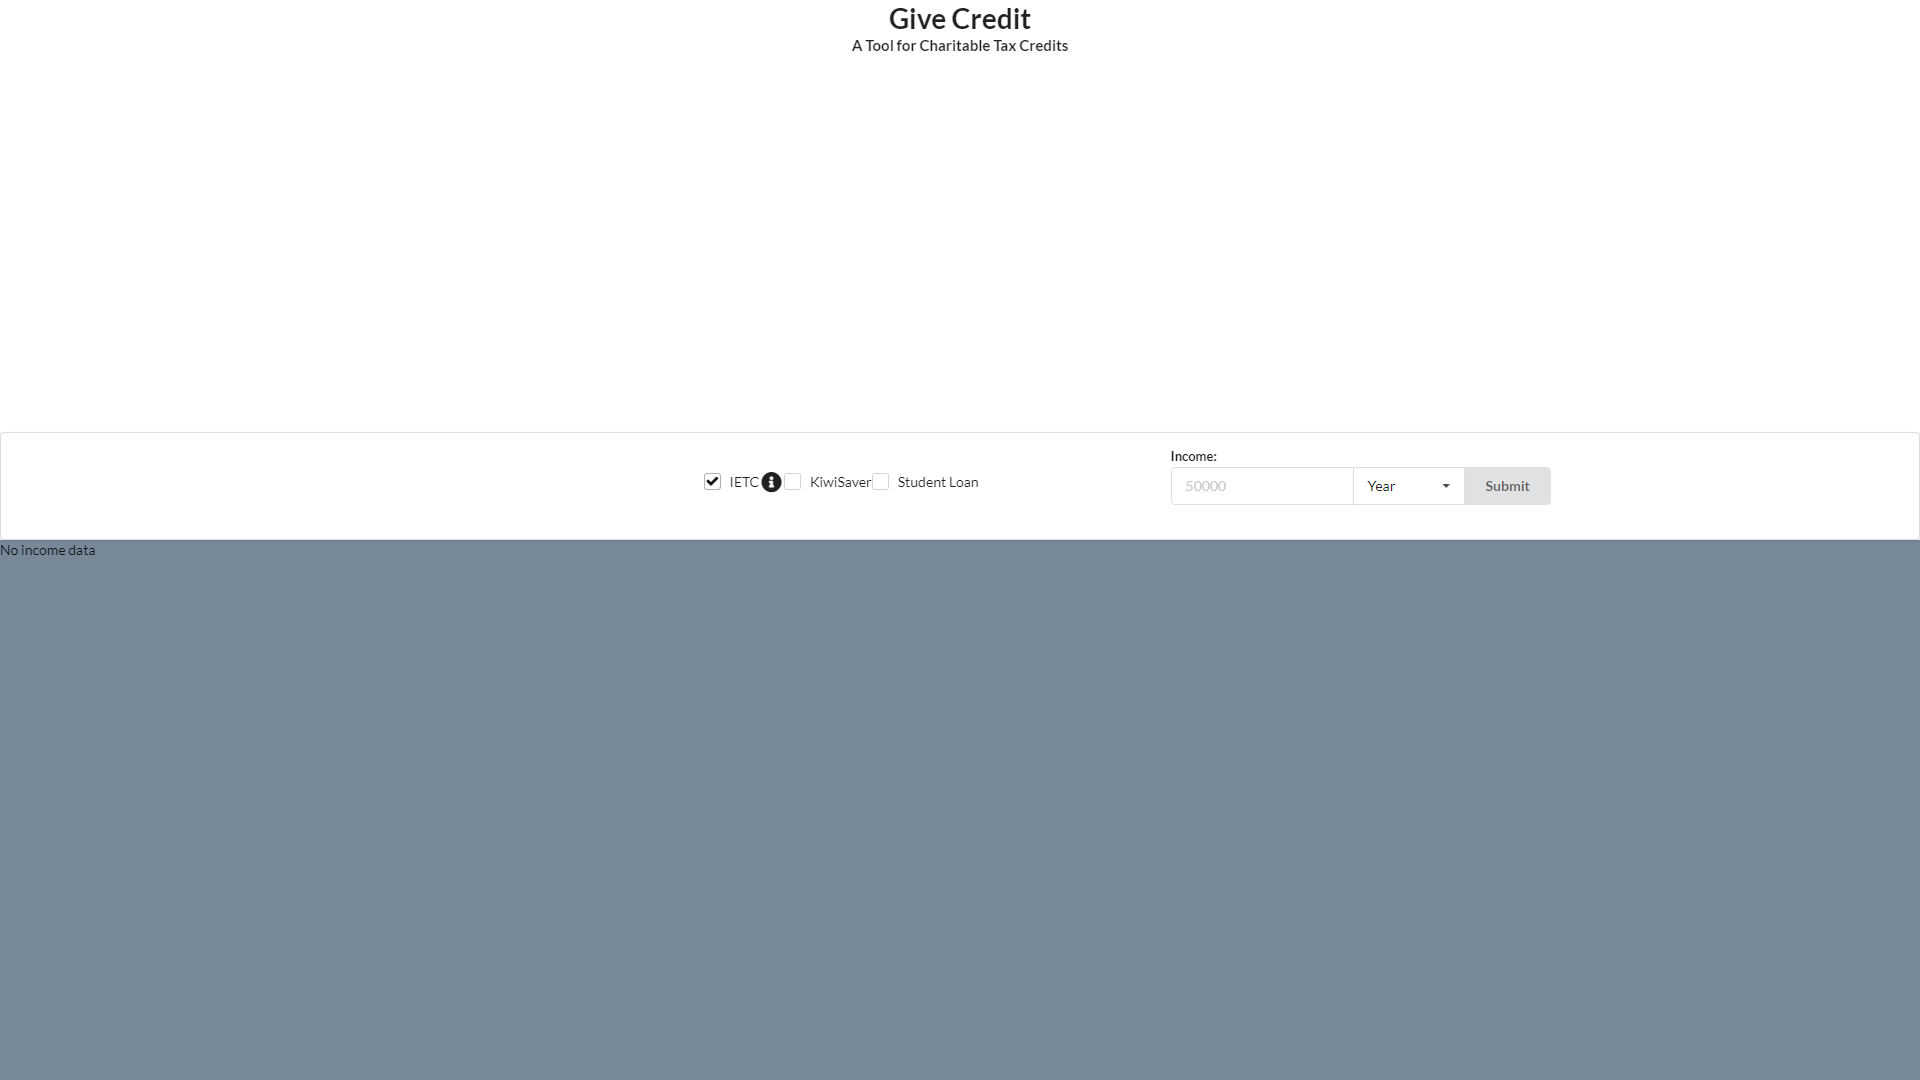 Give Credit
A Tool for Charitable Tax Credits
Income:
IETC KiwiSaver Student Loan
50000 Year Submit
No income data